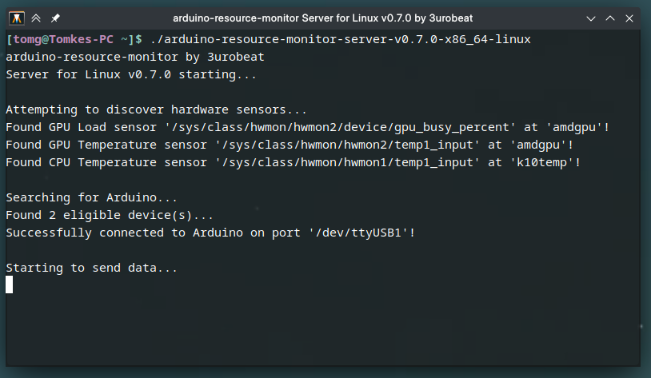 arduino-resource-monitor Server for Linux v0.7.0 by 3urobeat
[tomg@Tomkes-PC ~]$ ./arduino-resource-monitor-server-v0.7.0-x86_64-linux
arduino-resource-monitor by 3urobeat
Server for Linux v0.7.0 starting...
Attempting to discover hardware sensors...
Found GPU Load sensor '/sys/class/hwmon/hwmon2/device/gpu_busy_percent' at 'amdgpu'!
Found GPU Temperature sensor '/sys/class/hwmon/hwmon2/temp1_input' at 'amdgpu'!
Found CPU Temperature sensor '/sys/class/hwmon/hwmon1/temp1_input' at 'k10temp'!
Searching for Arduino...
Found 2 eligible device(s)...
Successfully connected to Arduino on port '/dev/ttyUSB1'!
Starting to send data...